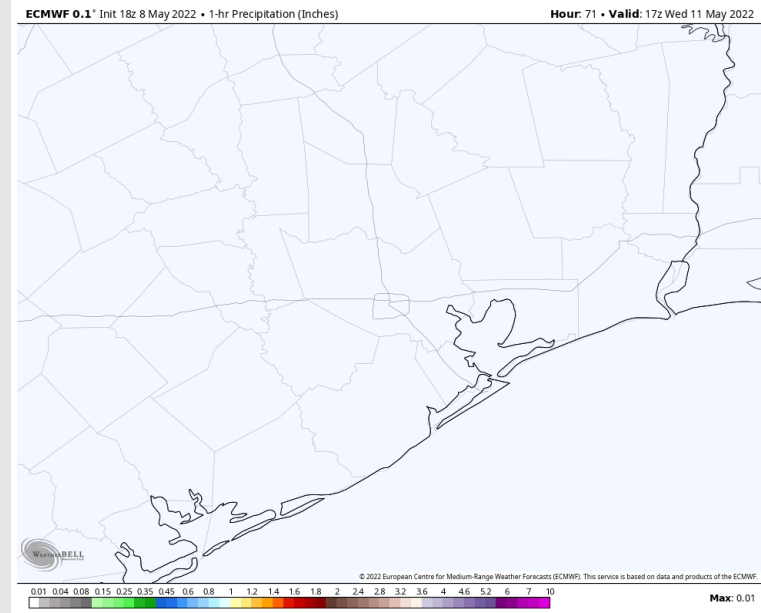 ECMWF 0.1° Init 18z 8 May 2022 • 1-hr Precipitation (Inches)
Hour: 71 • Valid: 17z Wed 11 May 2022
WeatherBELL
© 2022 European Centre for Medium-Range Weather Forecasts (ECMWF). This service is based on data and products of the ECMWF.
0.01 0.04 0.08 0.15 0.25 0.35 0.5 0.6 0.8 1 1.2 1.4 1.6 1.8 2 2.4 2.8 3.2 3.6 4 4.6 5.2 6 8 10
Max: 0.01